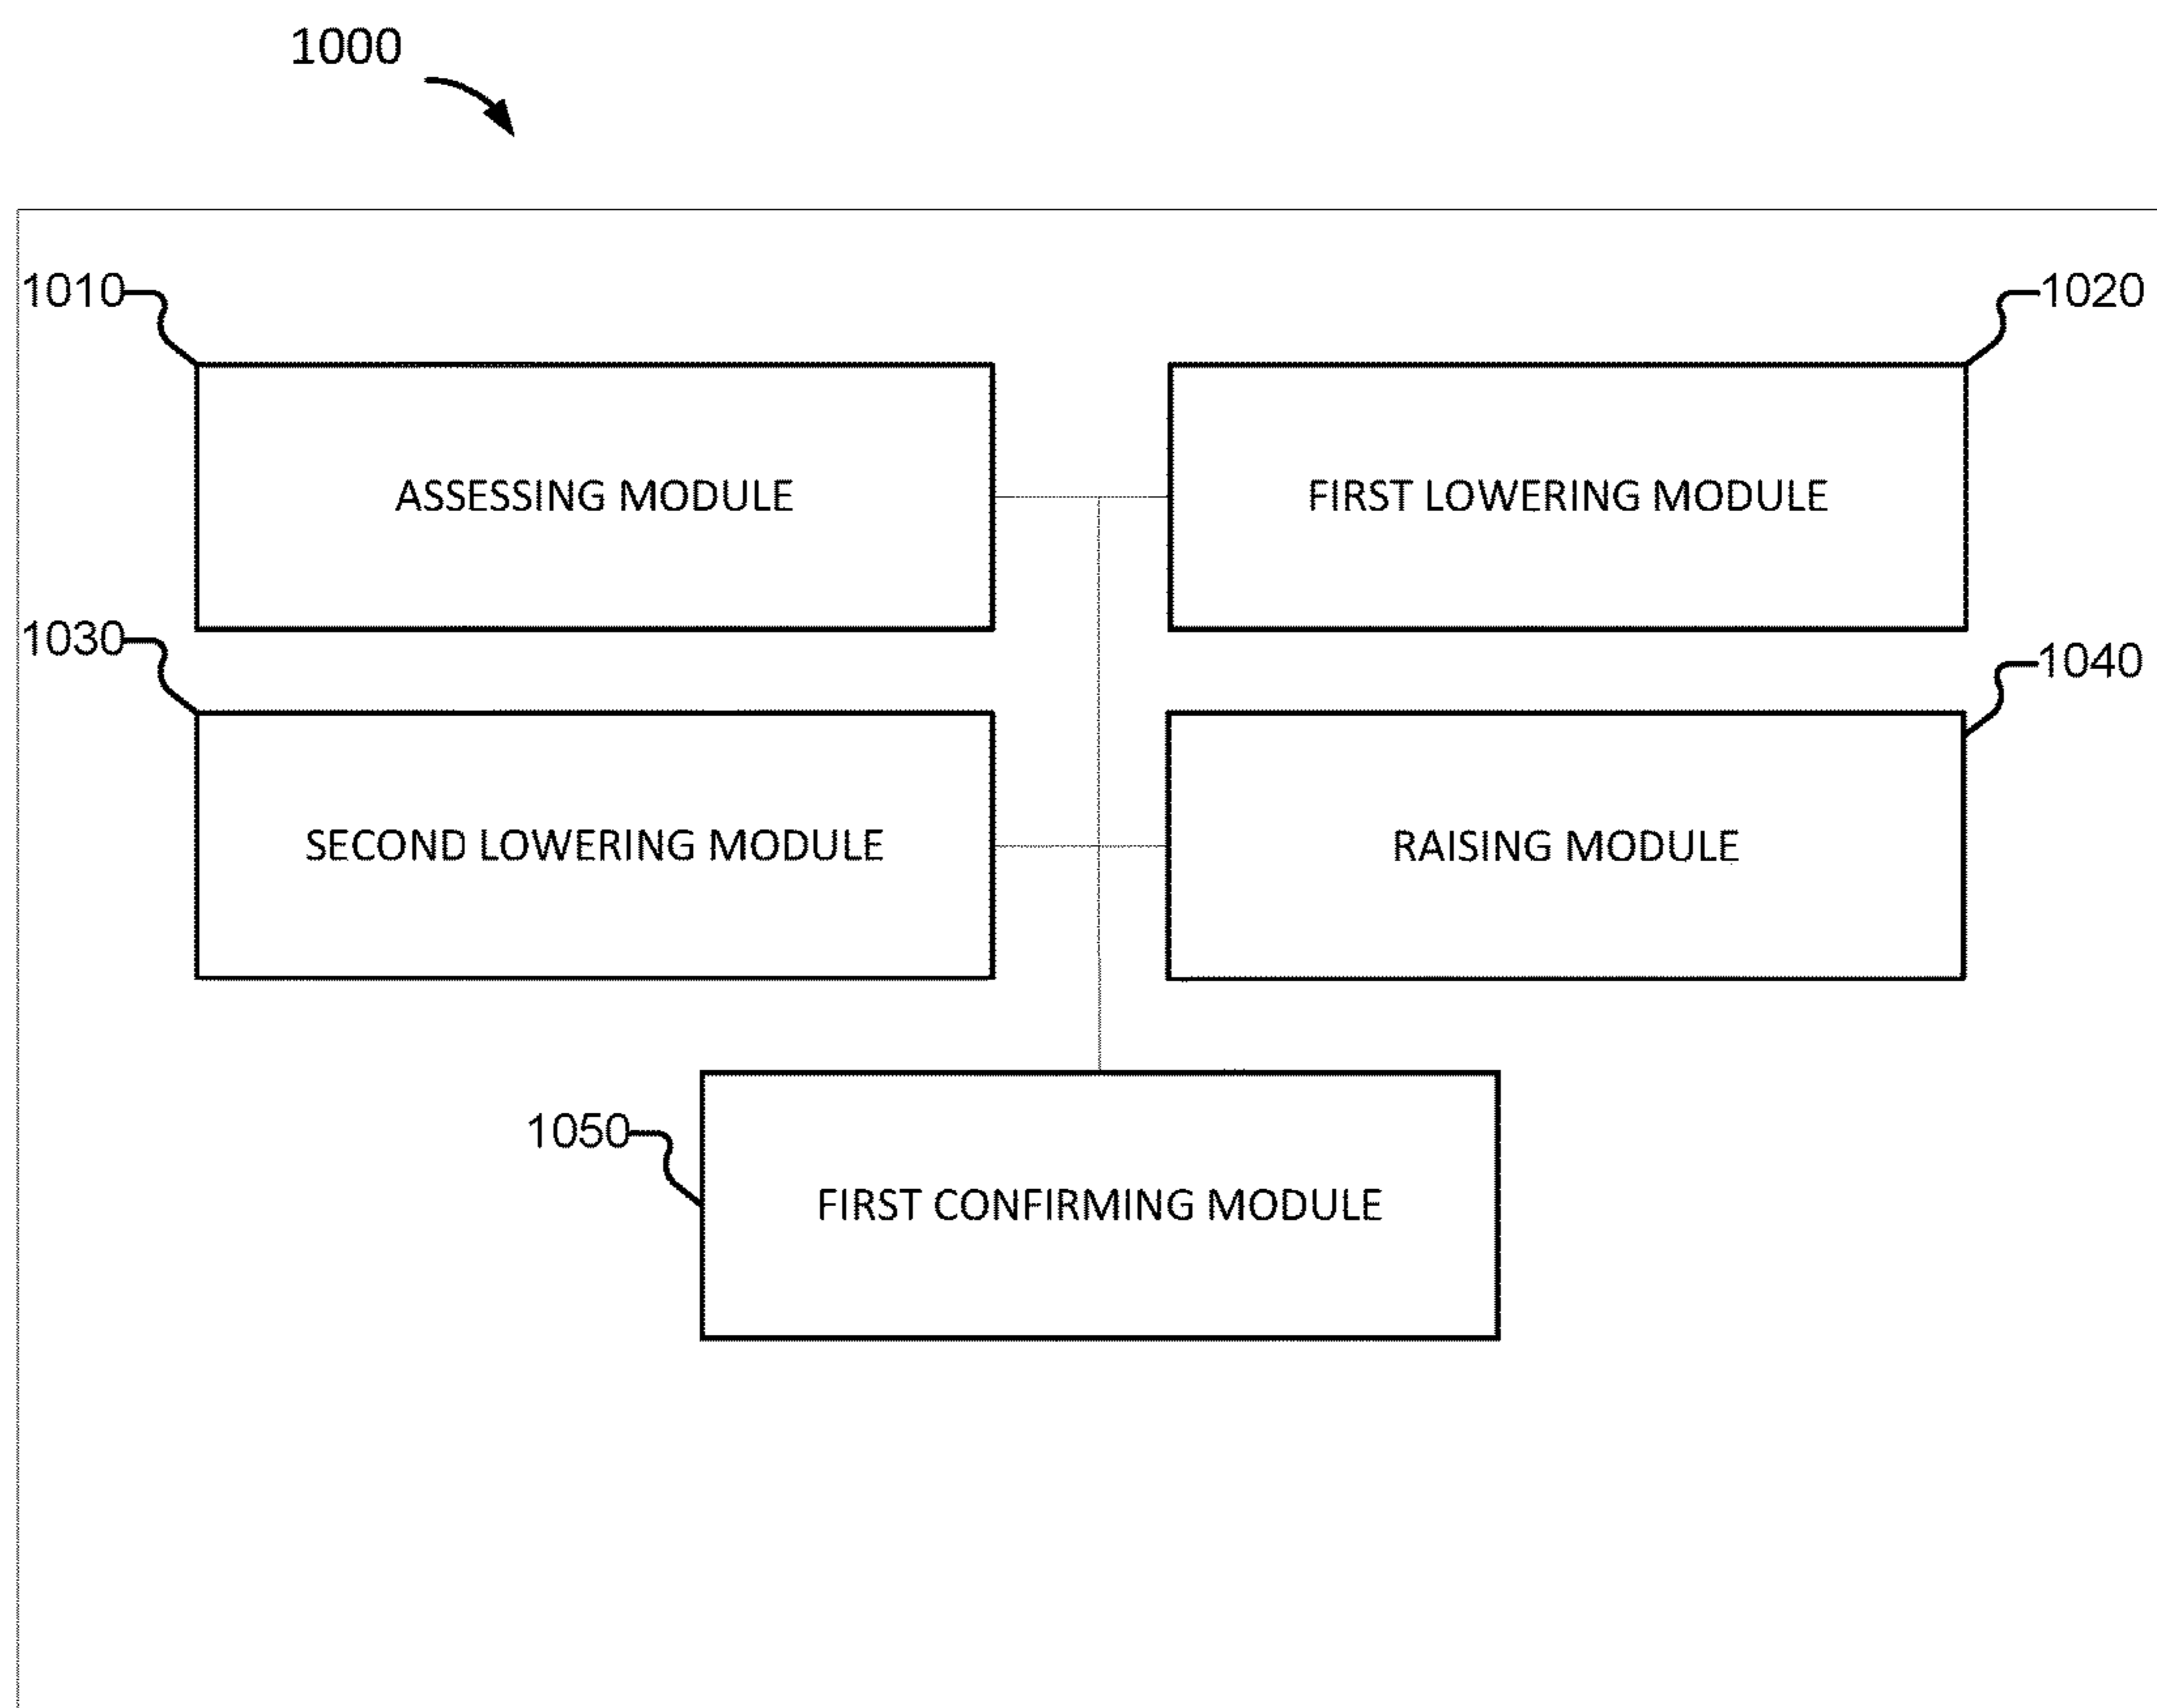 1000
1010
1020
ASSESSING MODULE
FIRST LOWERING MODULE
1030
1040
SECOND LOWERING MODULE
RAISING MODULE
1050
FIRST CONFIRMING MODULE